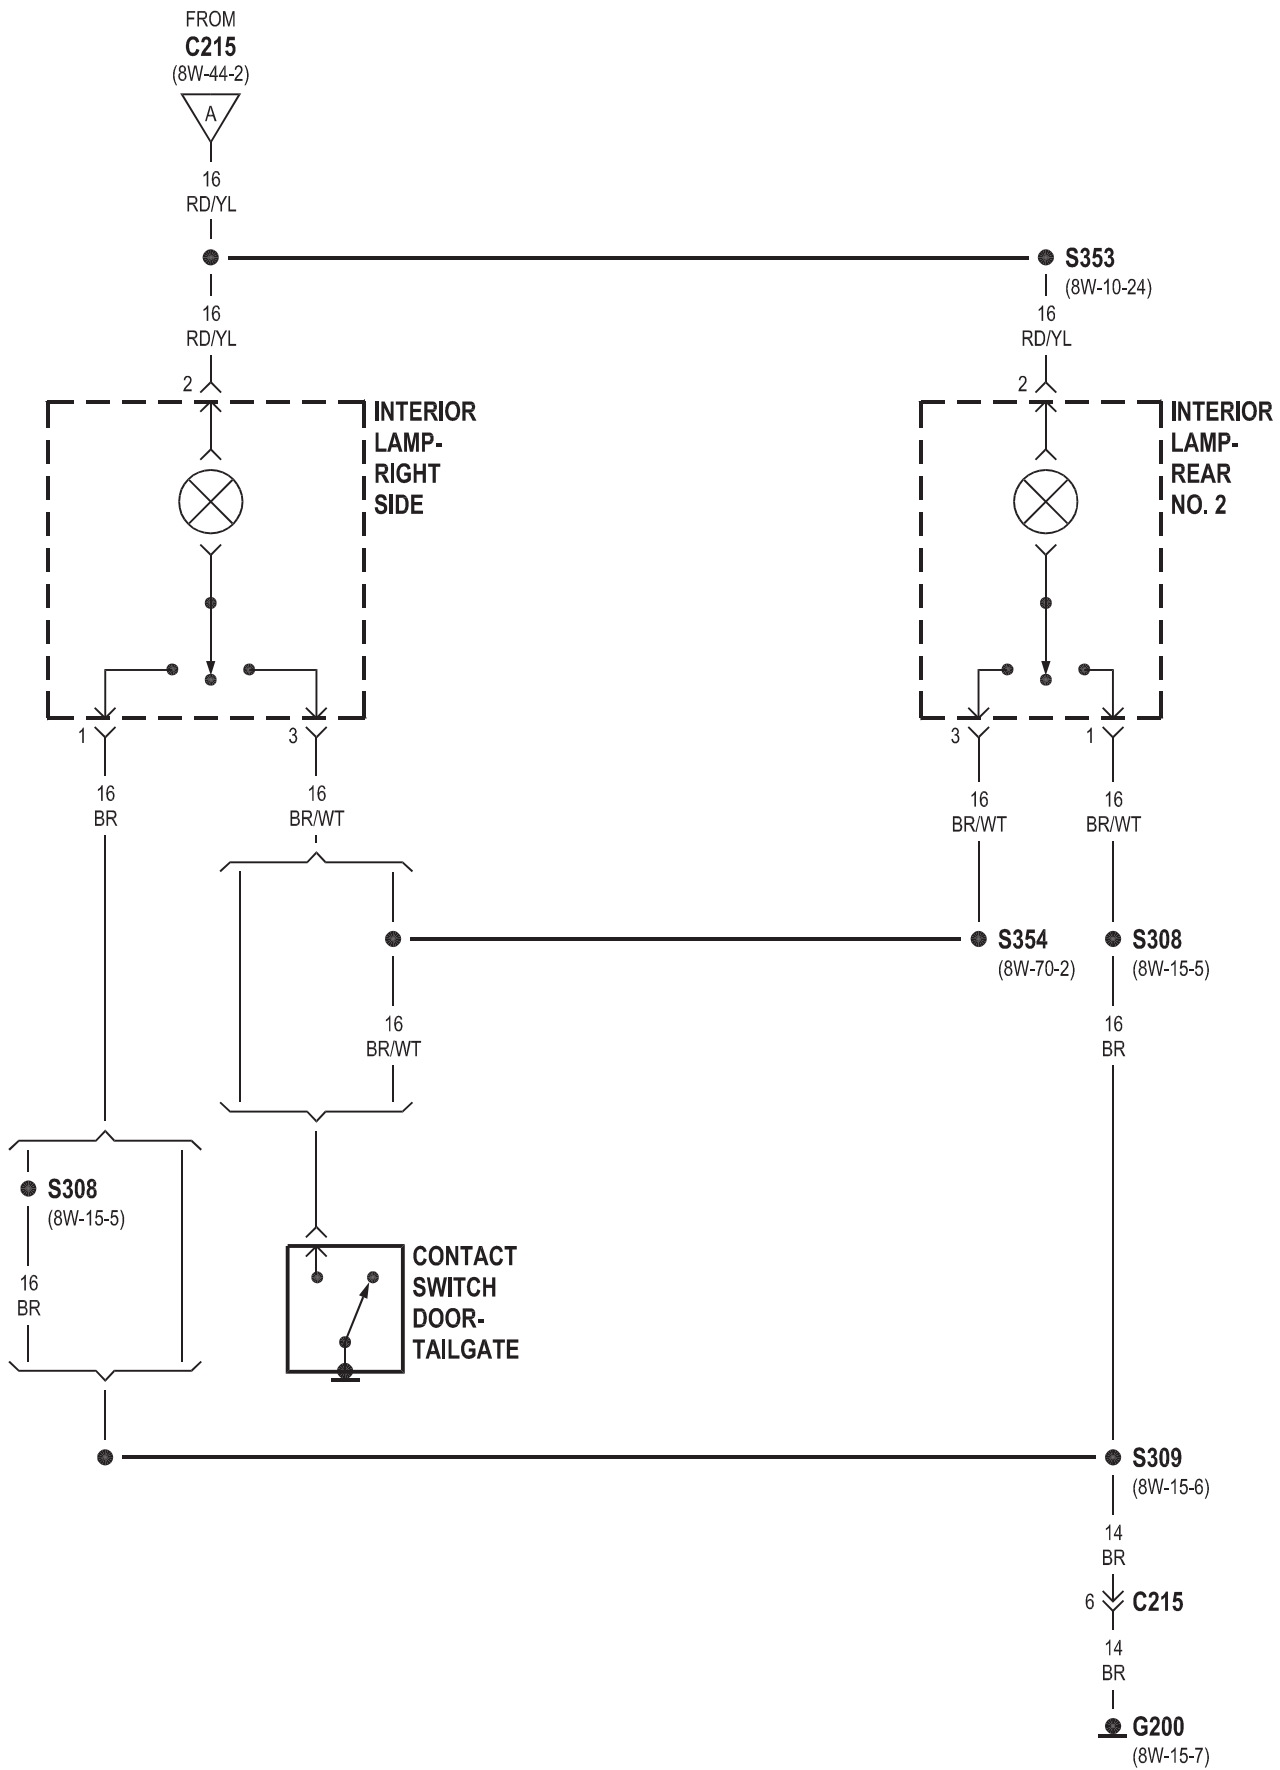 FROM
C215
(8W-44-2)
A
16
RD/YL
S353
(8W-10-24)
16
RD/YL
16
RD/YL
2
2
INTERIOR
LAMP-
RIGHT
SIDE
INTERIOR
LAMP-
REAR
NO. 2
1
3
3
1
16
BR
16
BR/WT
16
BR/WT
16
BR/WT
S354
(8W-70-2)
S308
(8W-15-5)
16
BR/WT
16
BR
S308
(8W-15-5)
16
BR
CONTACT
SWITCH
DOOR-
TAILGATE
S309
(8W-15-6)
14
BR
6
C215
14
BR
G200
(8W-15-7)